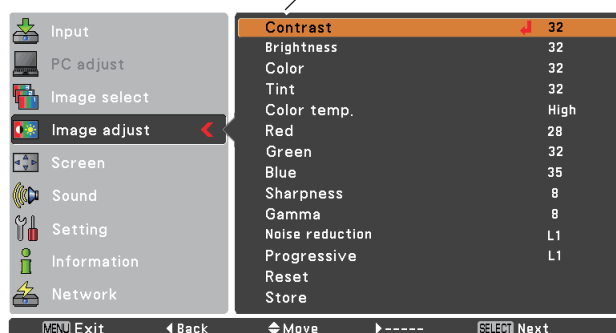 Input
PC adjust
Image select
Image adjust
Screen
Sound
Setting
Information
Network
Contrast 32
Brightness 32
Color 32
Tint 32
Color temp. High
Red 28
Green 32
Blue 35
Sharpness 8
Gamma 8
Noise reduction L1
Progressive L1
Reset
Store
MENU Exit Back Move ----- SELECT Next